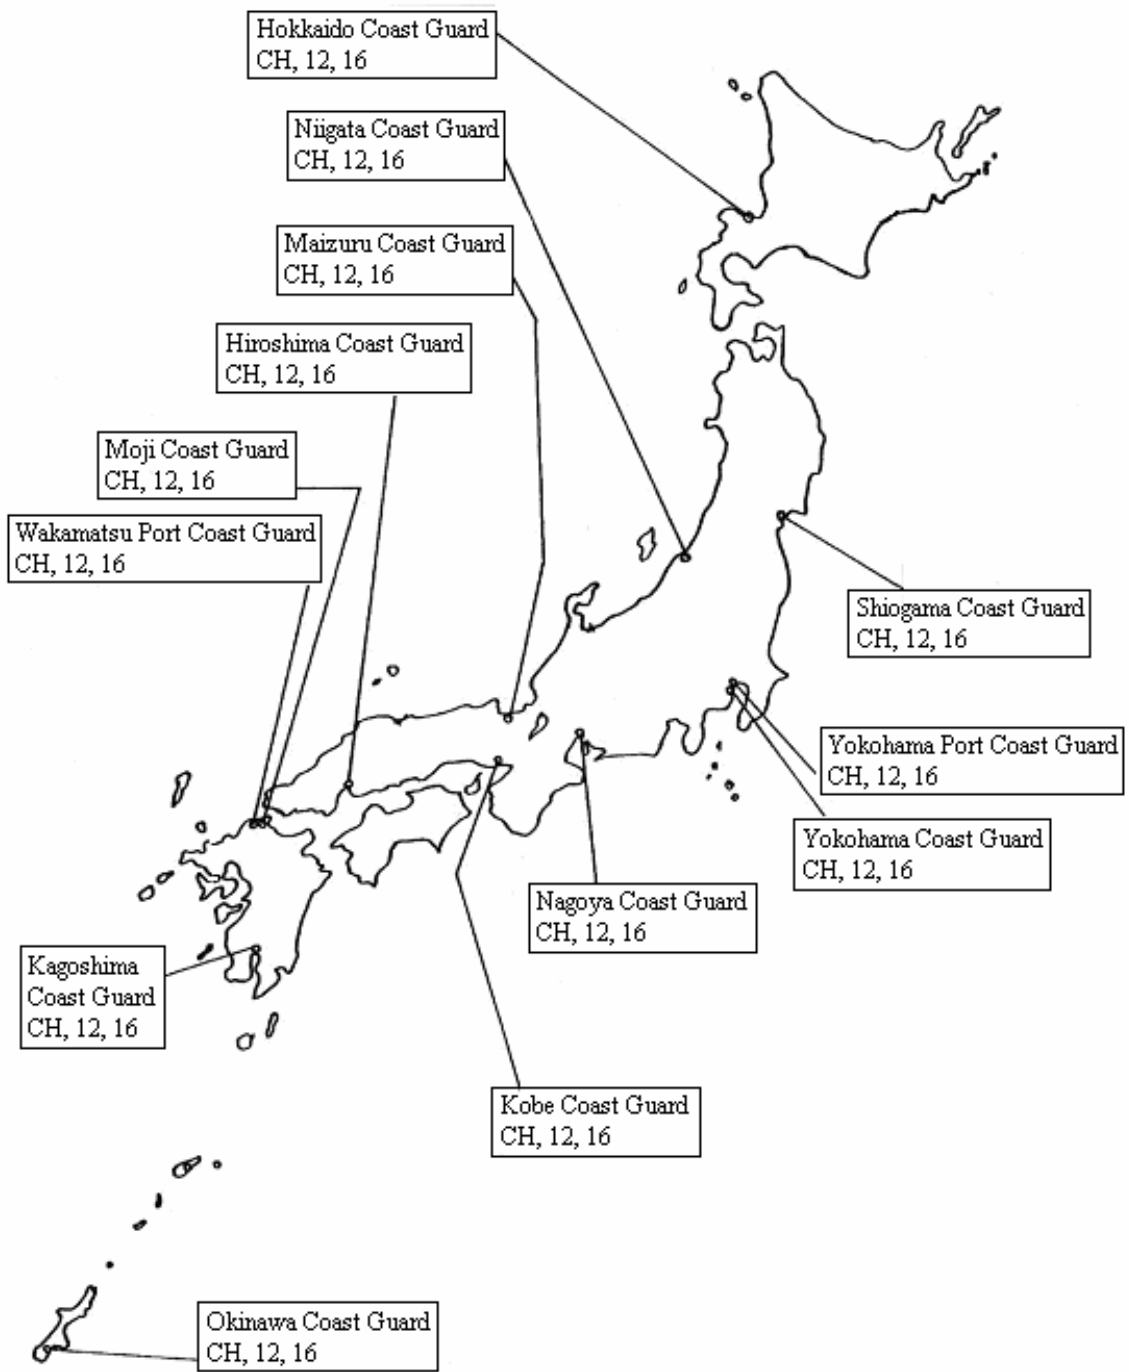 Hokkaido Coast Guard
CH, 12, 16
Niigata Coast Guard
CH, 12, 16
Maizuru Coast Guard
CH, 12, 16
Hiroshima Coast Guard
CH, 12, 16
Moji Coast Guard
CH, 12, 16
Wakamatsu Port Coast Guard
CH, 12, 16
Shiogama Coast Guard
CH, 12, 16
Yokohama Port Coast Guard
CH, 12, 16
Yokohama Coast Guard
CH, 12, 16
Nagoya Coast Guard
CH, 12, 16
Kagoshima
Coast Guard
CH, 12, 16
Kobe Coast Guard
CH, 12, 16
Okinawa Coast Guard
CH, 12, 16